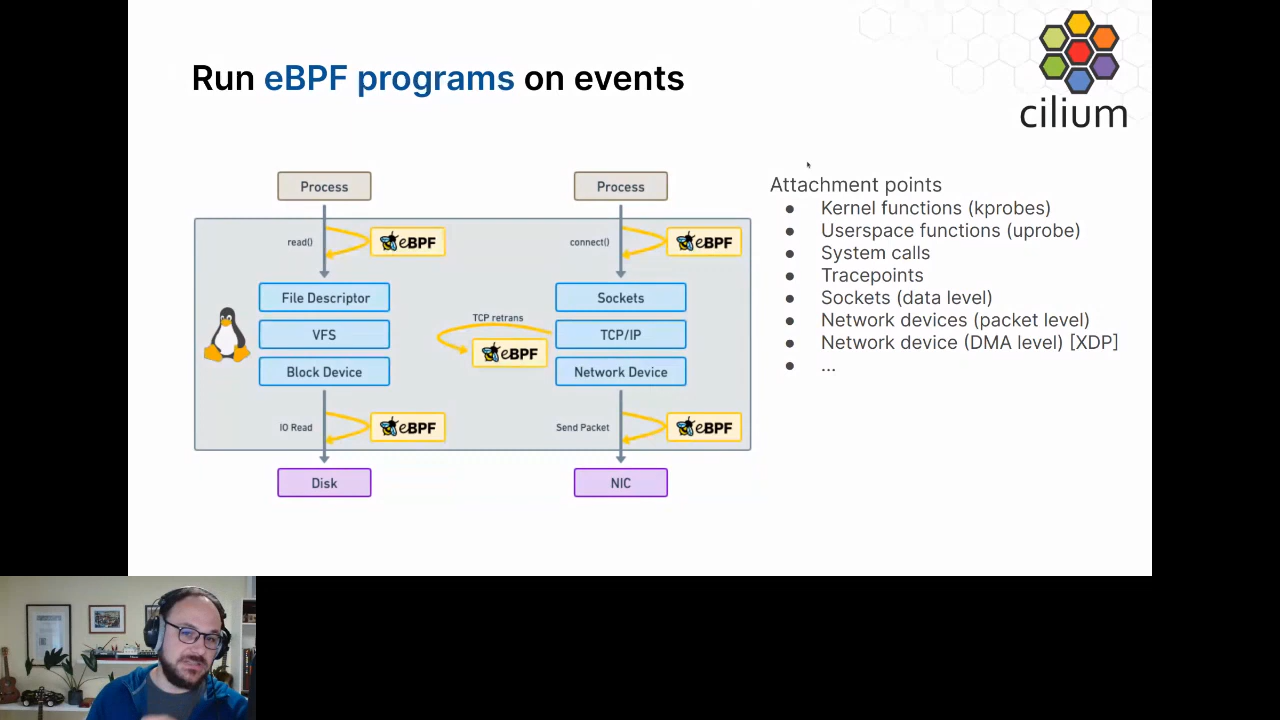 Run eBPF programs on events
cilium
Process
Process
read()
eBPF
connect()
eBPF
File Descriptor
Sockets
TCP retrans
VFS
eBPF
TCP/IP
Block Device
Network Device
IO Read
eBPF
Send Packet
eBPF
Disk
NIC
Attachment points
● Kernel functions (kprobes)
● Userspace functions (uprobe)
● System calls
● Tracepoints
● Sockets (data level)
● Network devices (packet level)
● Network device (DMA level) [XDP]
● ...